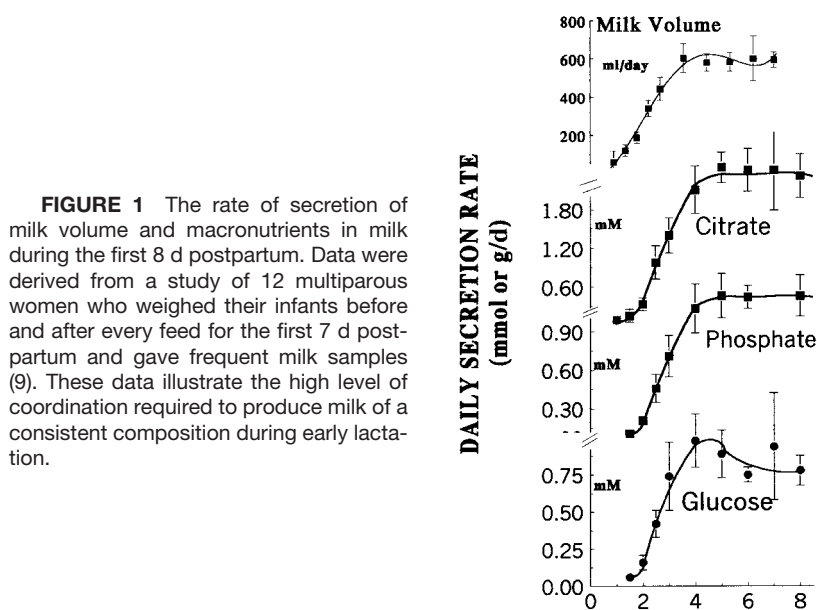 FIGURE 1 The rate of secretion of
milk volume and macronutrients in milk
during the first 8 d postpartum. Data were
derived from a study of 12 multiparous
women who weighed their infants before
and after every feed for the first 7 d post-
partum and gave frequent milk samples
(9). These data illustrate the high level of
coordination required to produce milk of a
consistent composition during early lacta-
tion.
DAILY SECRETION RATE
(mmol or g/d)
800
Milk Volume
600
ml/day
400
200
1.80
mM
Citrate
1.20
0.60
0.90
Phosphate
mM
0.60
0.30
0.75
mM
Glucose
0.50
0.25
0.00
0 2 4 6 8